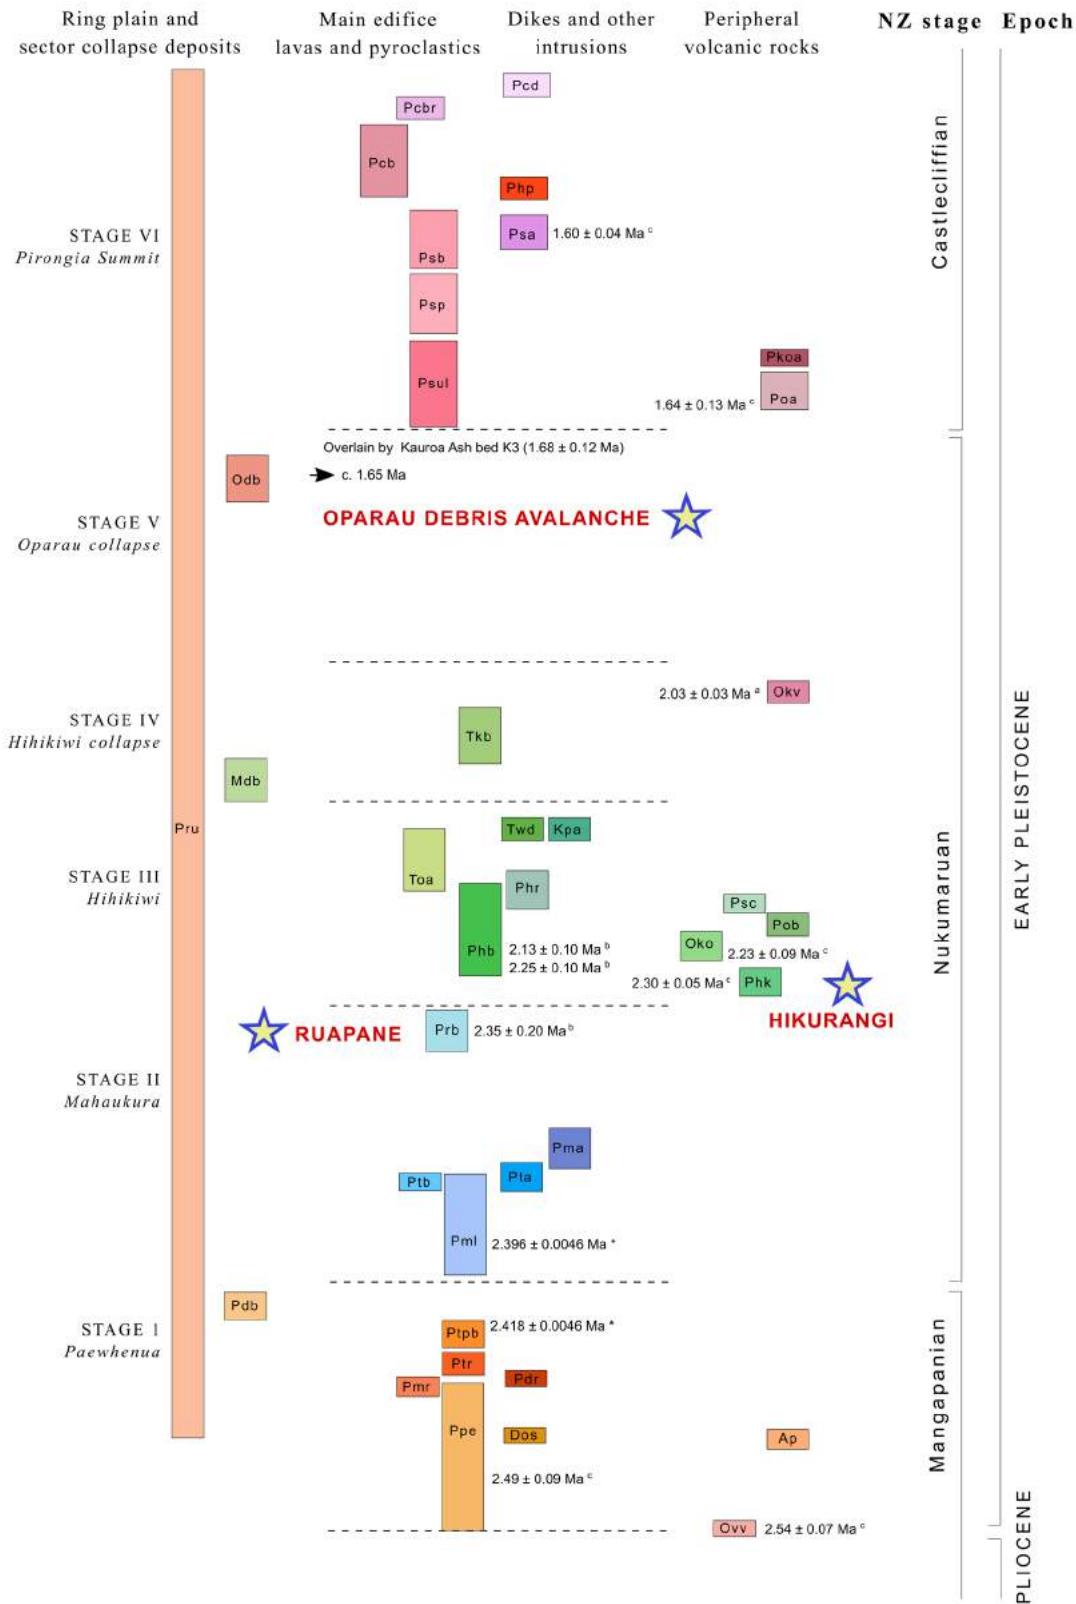 Ring plain and
sector collapse deposits
Main edifice
lavas and pyroclastics
Dikes and other
intrusions
Peripheral
volcanic rocks
NZ stage
Epoch
Pcd
Pcbr
Pcb
Php
Psa
1.60 ± 0.04 Ma ᶜ
STAGE VI
Pirongia Summit
Psb
Psp
Psul
Pkoa
Poa
1.64 ± 0.13 Ma ᶜ
Castlecliffian
Overlain by Kauroa Ash bed K3 (1.68 ± 0.12 Ma)
c. 1.65 Ma
Odb
OPARAU DEBRIS AVALANCHE
STAGE V
Oparau collapse
2.03 ± 0.03 Ma ᵃ
Okv
STAGE IV
Hihikiwi collapse
Tkb
Mdb
Pru
Twd
Kpa
Toa
STAGE III
Hihikiwi
Phr
Psc
Pob
Oko
2.23 ± 0.09 Ma ᶜ
Phb
2.13 ± 0.10 Ma ᵇ
2.25 ± 0.10 Ma ᵇ
2.30 ± 0.05 Ma ᶜ
Phk
HIKURANGI
RUAPANE
Prb
2.35 ± 0.20 Ma ᵇ
STAGE II
Mahaukura
Pma
Ptb
Pta
Pml
2.396 ± 0.0046 Ma *
Nukumaruan
EARLY PLEISTOCENE
Pdb
STAGE 1
Paewhenua
Ptpb
2.418 ± 0.0046 Ma *
Ptr
Pmr
Pdr
Ppe
Dos
Ap
2.49 ± 0.09 Ma ᶜ
Ovv
2.54 ± 0.07 Ma ᶜ
Mangapanian
PLIOCENE